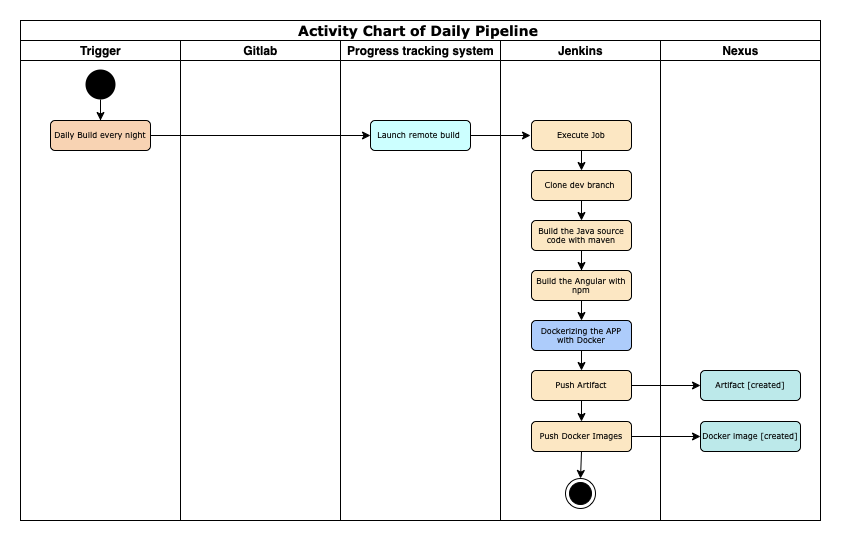 Activity Chart of Daily Pipeline
Trigger
Gitlab
Progress tracking system
Jenkins
Nexus
Daily Build every night
Launch remote build
Execute Job
Clone dev branch
Build the Java source
code with maven
Build the Angular with
npm
Dockerizing the APP
with Docker
Push Artifact
Artifact [created]
Push Docker Images
Docker image [created]